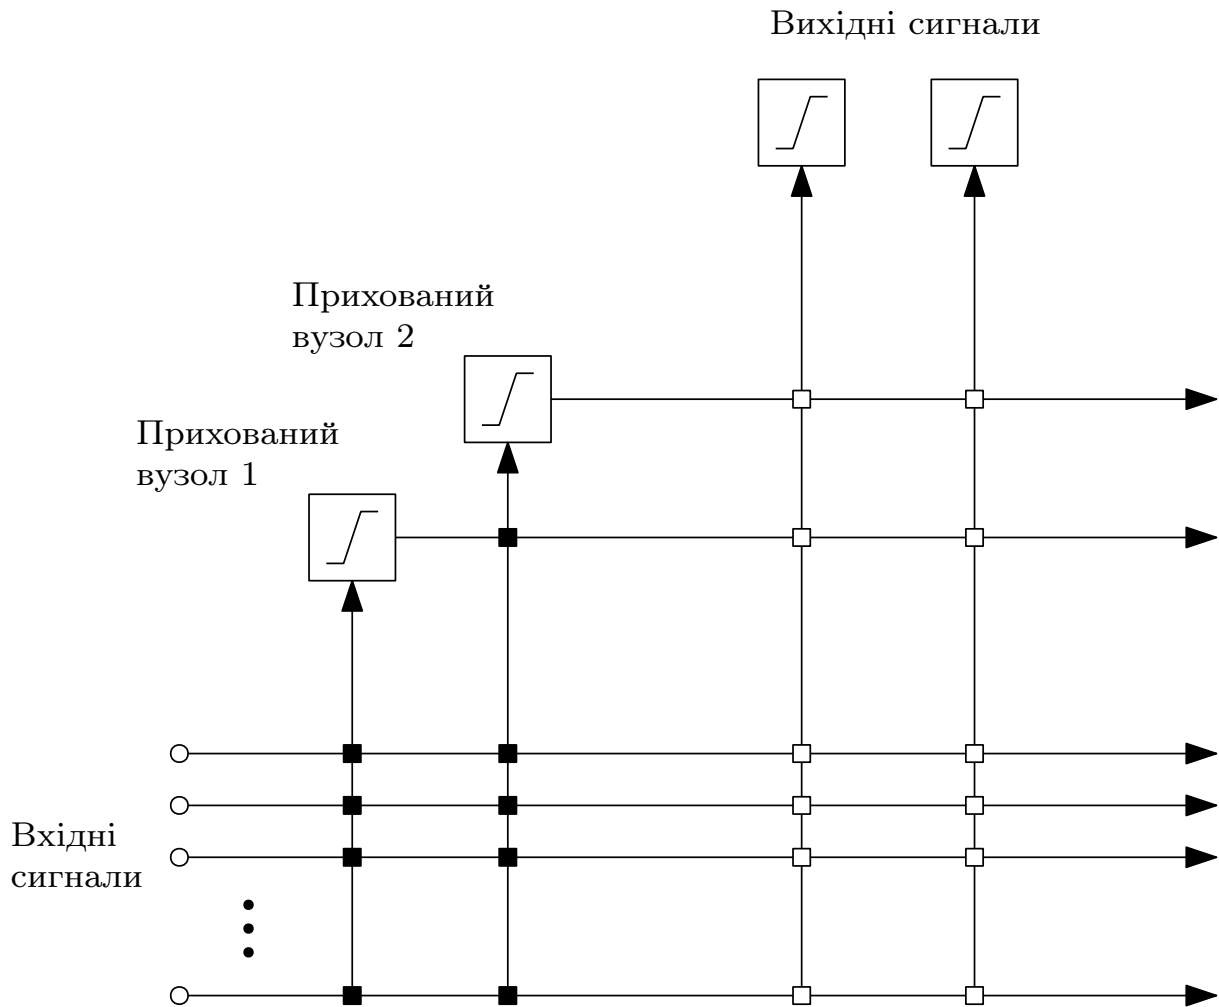 Вихідні сигнали
Прихований
вузол 2
Прихований
вузол 1
Вхідні
сигнали